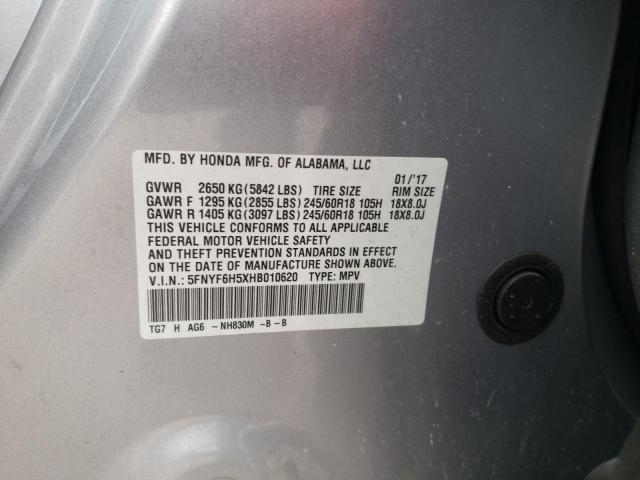 MFD. BY HONDA MFG. OF ALABAMA, LLC
01/'17
GVWR 2650 KG (5842 LBS) TIRE SIZE RIM SIZE
GAWR F 1295 KG (2855 LBS) 245/60R18 105H 18X8.0J
GAWR R 1405 KG (3097 LBS) 245/60R18 105H 18X8.0J
THIS VEHICLE CONFORMS TO ALL APPLICABLE
FEDERAL MOTOR VEHICLE SAFETY
AND THEFT PREVENTION STANDARDS IN EFFECT
ON THE DATE OF MANUFACTURE SHOWN ABOVE.
V.I.N.: 5FNYF6H5XHB010620 TYPE: MPV
TG7 H AG6 -NH830M -B-B